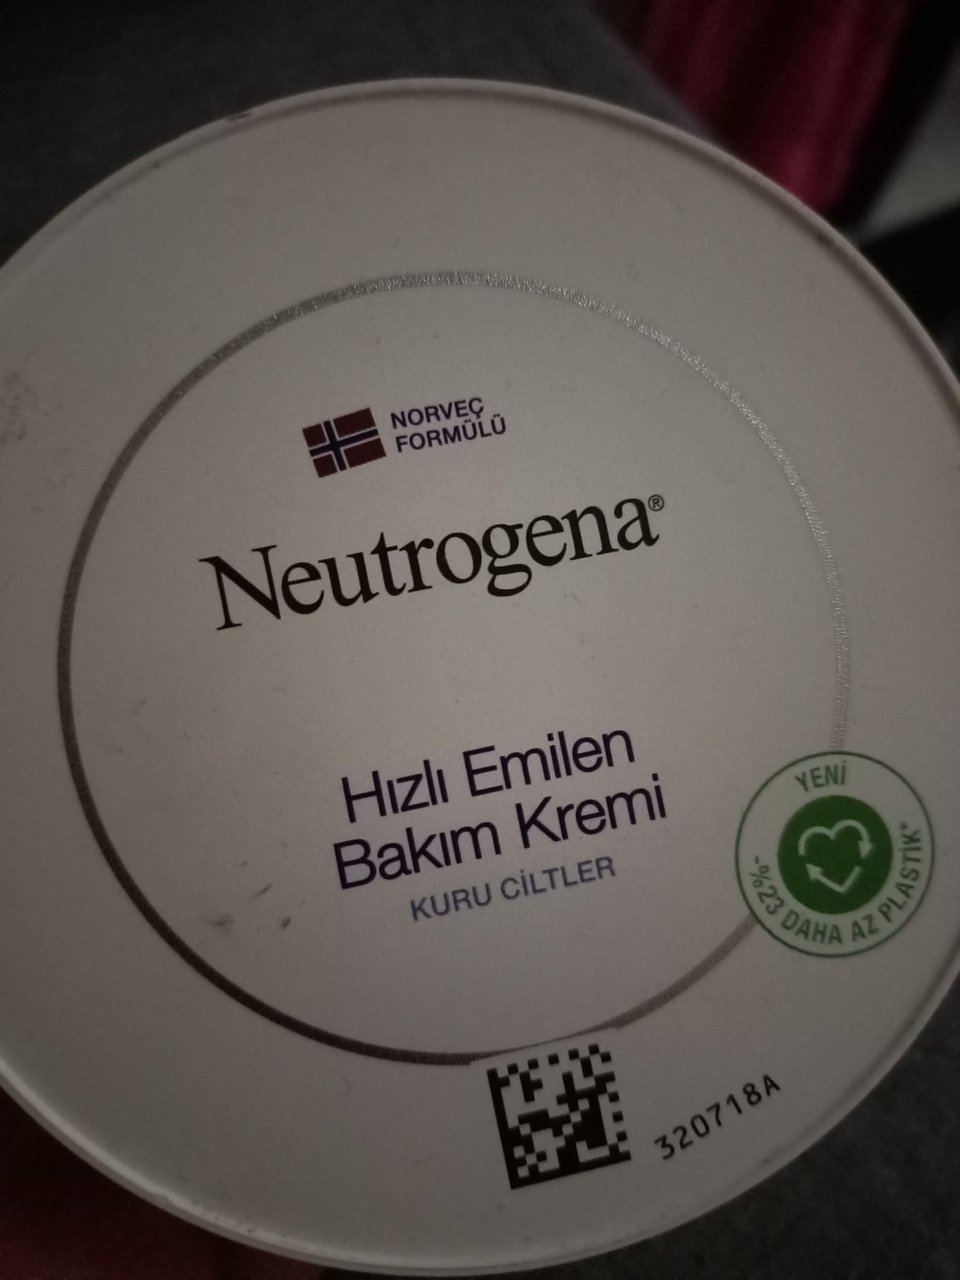 NORVEÇ
FORMÜLÜ
Neutrogena®
Hızlı Emilen
Bakım Kremi
KURU CİLTLER
YENİ
-%23 DAHA AZ PLASTİK*
320718A